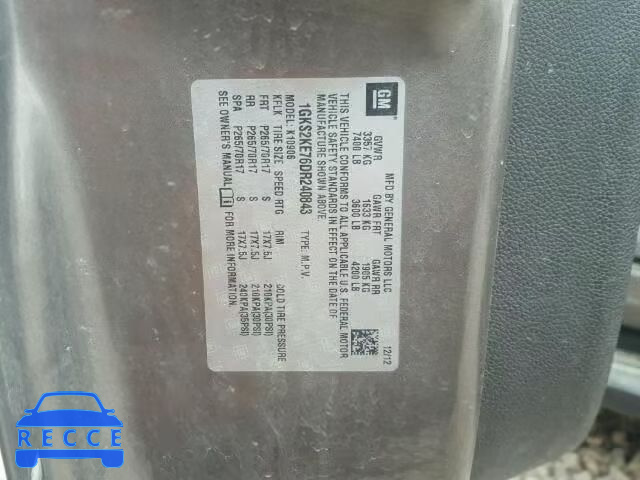 GM
MFD BY GENERAL MOTORS LLC
12/12
GVWR GAWR FRT GAWR RR
3357 KG 1633 KG 1905 KG
7400 LB 3600 LB 4200 LB
THIS VEHICLE CONFORMS TO ALL APPLICABLE U.S. FEDERAL MOTOR
VEHICLE SAFETY STANDARDS IN EFFECT ON THE DATE OF
MANUFACTURE SHOWN ABOVE.
1GKS2KE76DR240843 TYPE: M.P.V.
MODEL: K10906
KFLK TIRE SIZE SPEED RTG RIM COLD TIRE PRESSURE
FRT P265/70R17 S 17X7.5J 210KPA(30PSI)
RR P265/70R17 S 17X7.5J 210KPA(30PSI)
SPA P265/70R17 S 17X7.5J 240KPA(35PSI)
SEE OWNER'S MANUAL FOR MORE INFORMATION.
RECCE